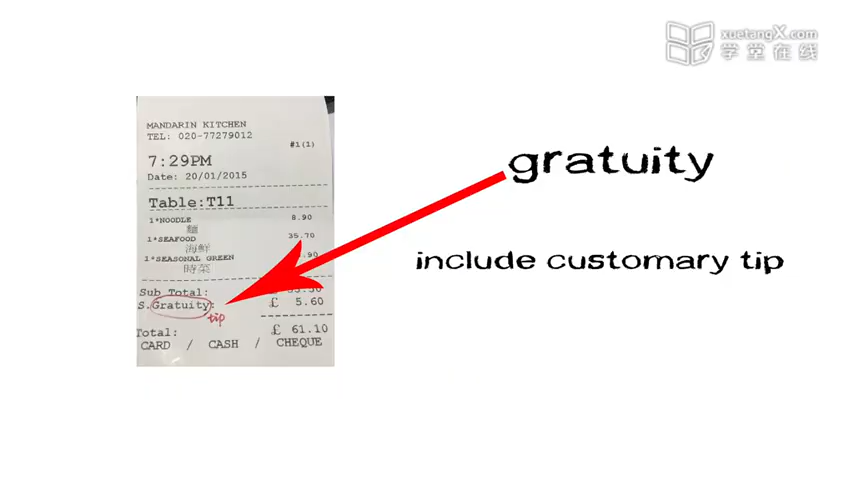 xuetangX.com
学堂在线
MANDARIN KITCHEN
TEL: 020-77279012
#1(1)
7:29PM
Date: 20/01/2015
Table:T11
1*NOODLE 8.90
麵
1*SEAFOOD 35.70
海鮮
1*SEASONAL GREEN .90
時菜
Sub Total: £
S.Gratuity: £ 5.60
tip
Total: £ 61.10
CARD / CASH / CHEQUE
gratuity
include customary tip